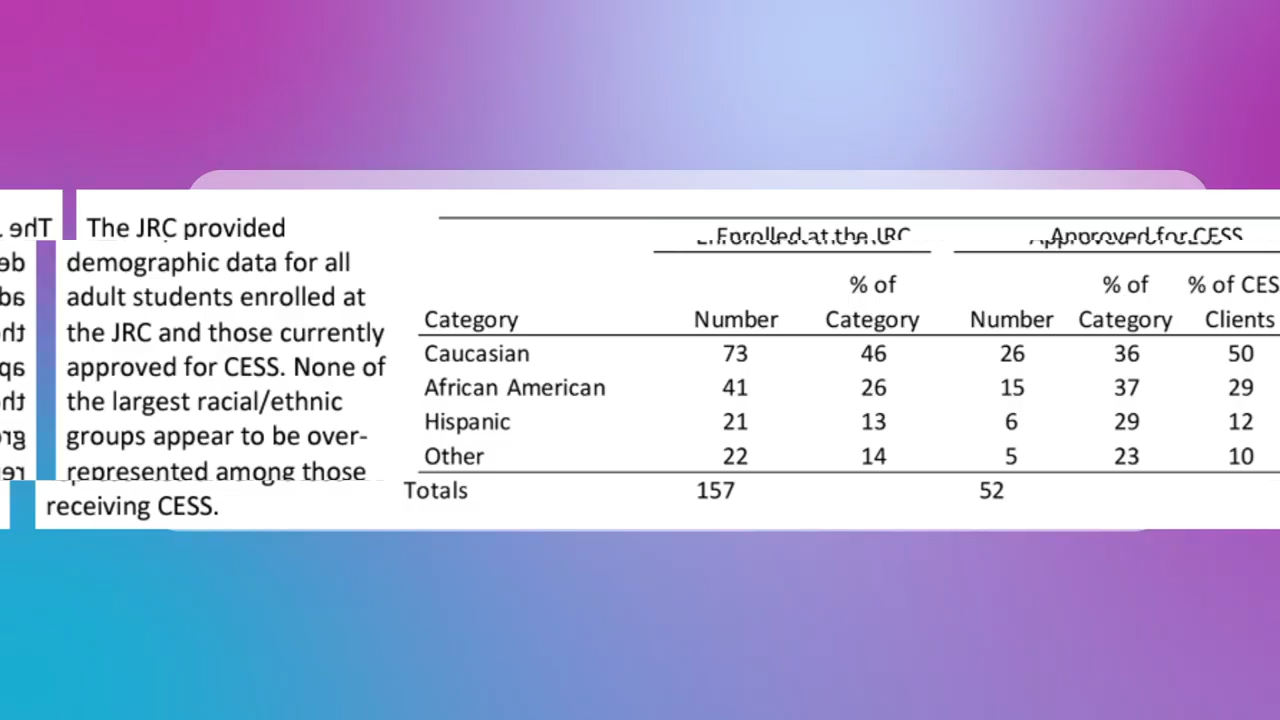 The JRC provided
demographic data for all
adult students enrolled at
the JRC and those currently
approved for CESS. None of
the largest racial/ethnic
groups appear to be over-
represented among those
receiving CESS.
Enrolled at the JRC Approved for CESS
% of % of % of CES
Category Number Category Number Category Clients
Caucasian 73 46 26 36 50
African American 41 26 15 37 29
Hispanic 21 13 6 29 12
Other 22 14 5 23 10
Totals 157 52